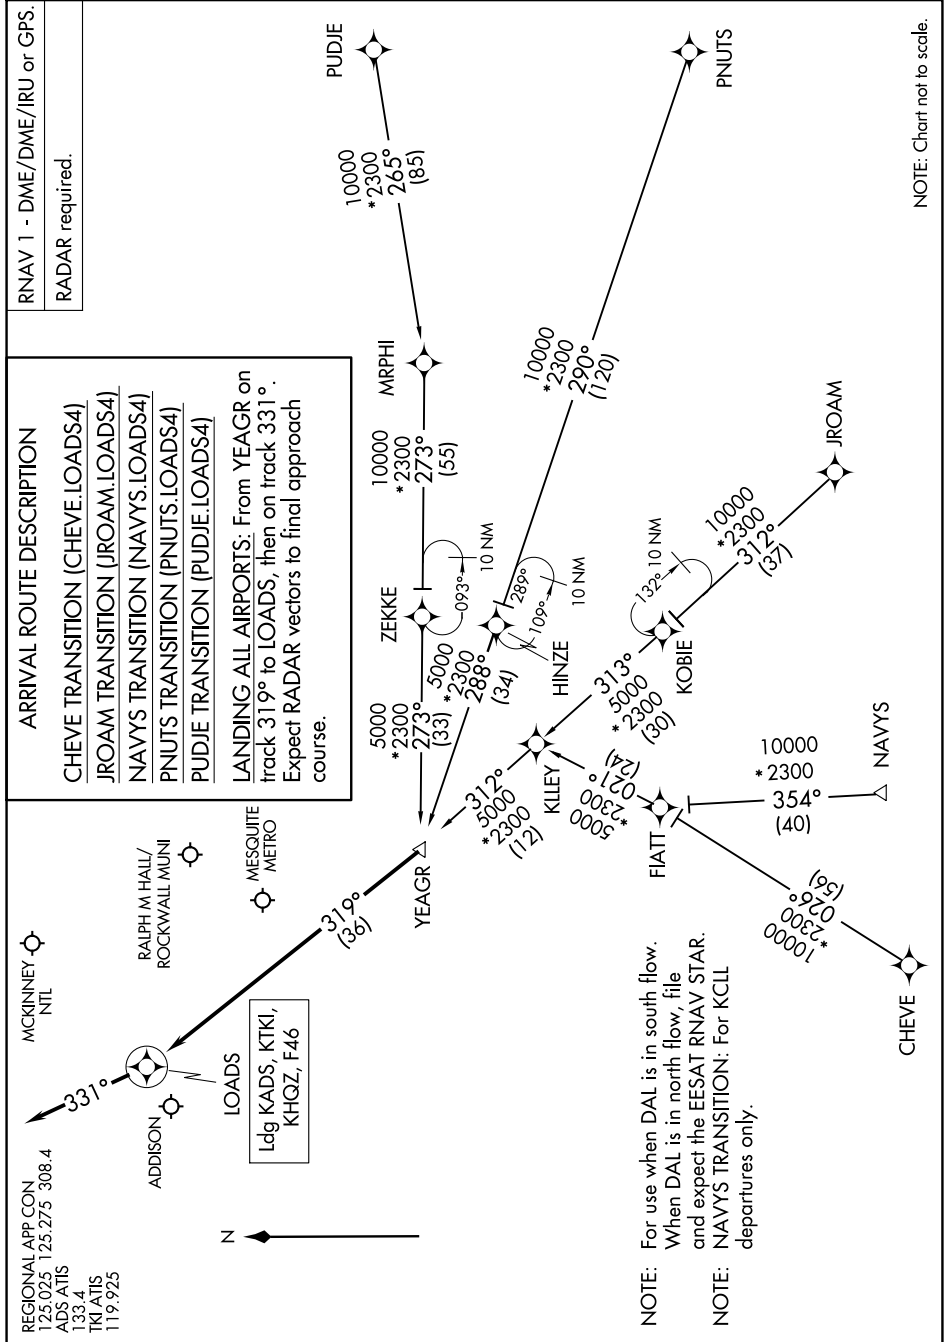 REGIONAL APP CON
125.025 125.275 308.4
ADS ATIS
133.4
TKI ATIS
119.925
MCKINNEY
NTL
RALPH M HALL/
ROCKWALL MUNI
MESQUITE
METRO
ADDISON
331°
LOADS
Ldg KADS, KTKI,
KHQZ, F46
N
319°
(36)
YEAGR
ARRIVAL ROUTE DESCRIPTION
CHEVE TRANSITION (CHEVE.LOADS4)
JROAM TRANSITION (JROAM.LOADS4)
NAVYS TRANSITION (NAVYS.LOADS4)
PNUTS TRANSITION (PNUTS.LOADS4)
PUDJE TRANSITION (PUDJE.LOADS4)
LANDING ALL AIRPORTS: From YEAGR on
track 319° to LOADS, then on track 331°.
Expect RADAR vectors to final approach
course.
RNAV 1 - DME/DME/IRU or GPS.
RADAR required.
PUDJE
10000
*2300
265°
(85)
MRPHI
10000
*2300
273°
(55)
ZEKKE
093°
10 NM
5000
*2300
273°
(33)
PNUTS
10000
*2300
290°
(120)
HINZE
289°
109°
10 NM
5000
*2300
288°
(34)
JROAM
10000
*2300
312°
(37)
KOBIE
132°
10 NM
313°
5000
*2300
(30)
KLLEY
312°
5000
*2300
(12)
FIATT
5000
*2300
021°
(24)
NAVYS
10000
*2300
354°
(40)
CHEVE
10000
*2300
026°
(56)
NOTE: For use when DAL is in south flow.
When DAL is in north flow, file
and expect the EESAT RNAV STAR.
NOTE: NAVYS TRANSITION: For KCLL
departures only.
NOTE: Chart not to scale.